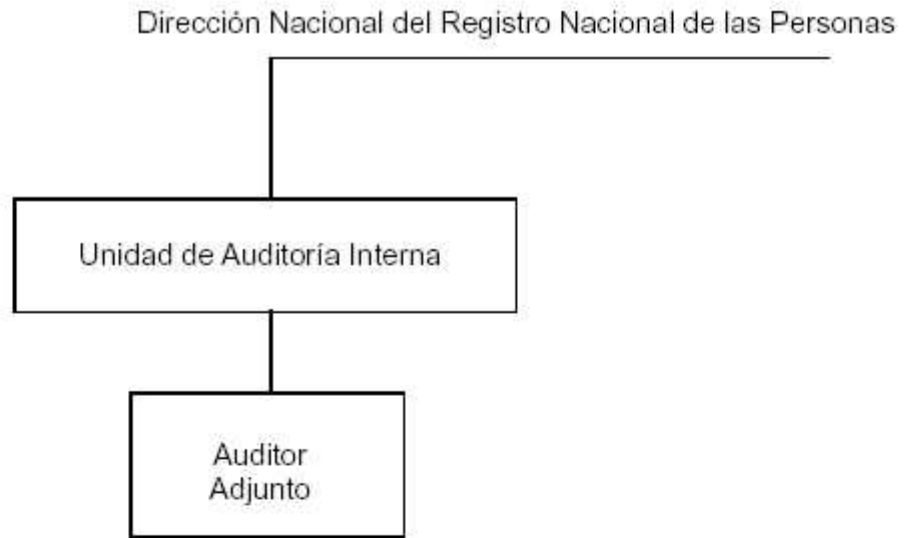 Dirección Nacional del Registro Nacional de las Personas
Unidad de Auditoría Interna
Auditor
Adjunto